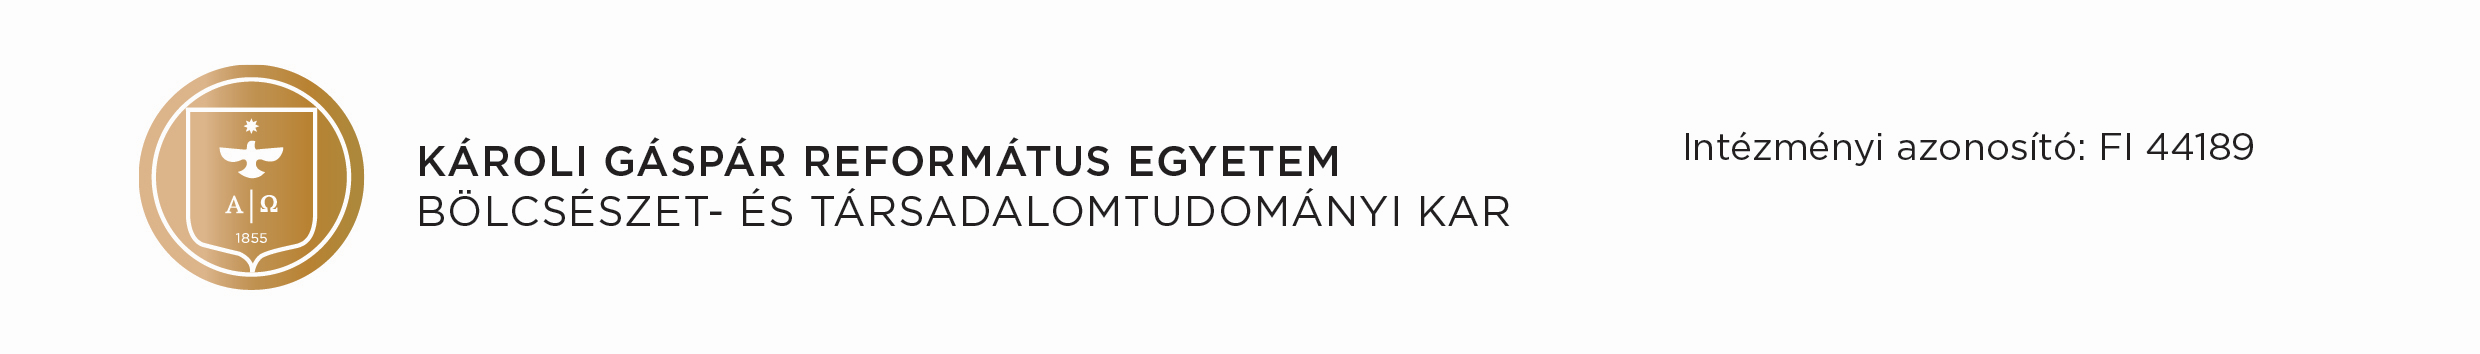 Α Ω
1855
KÁROLI GÁSPÁR REFORMÁTUS EGYETEM
BÖLCSÉSZET- ÉS TÁRSADALOMTUDOMÁNYI KAR
Intézményi azonosító: FI 44189